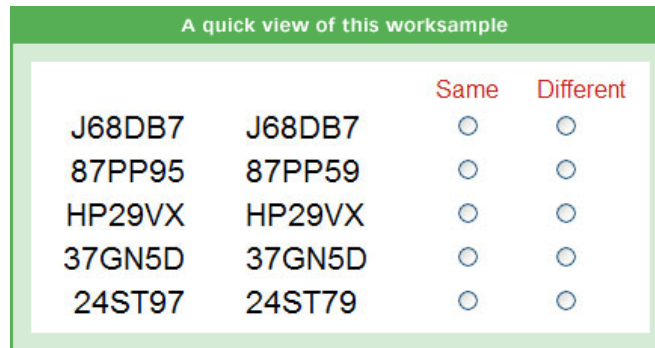 A quick view of this worksample
Same Different
J68DB7 J68DB7
87PP95 87PP59
HP29VX HP29VX
37GN5D 37GN5D
24ST97 24ST79